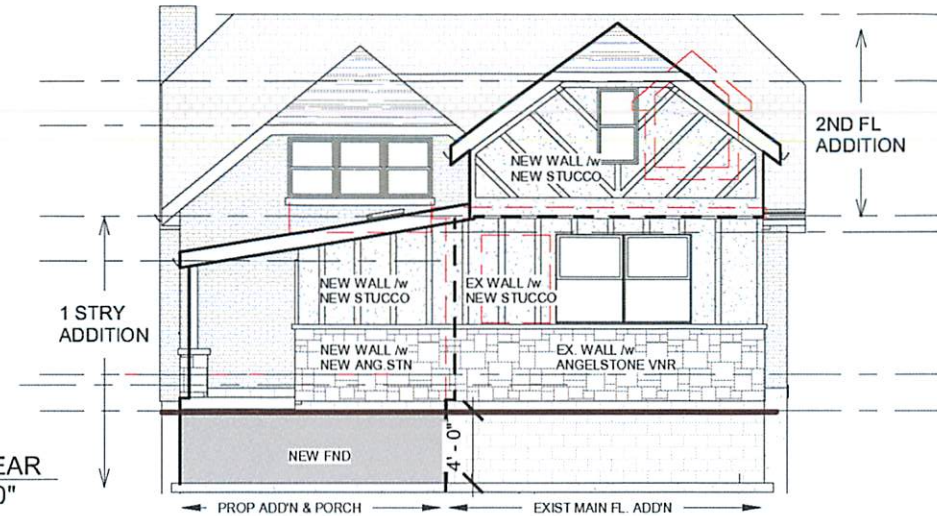 2ND FL
ADDITION
NEW WALL /w
NEW STUCCO
1 STRY
ADDITION
NEW WALL /w
NEW STUCCO
EX WALL /w
NEW STUCCO
NEW WALL /w
NEW ANG.STN
EX. WALL /w
ANGELSTONE VNR
EAR
0"
NEW FND
4' - 0"
PROP ADD'N & PORCH
EXIST MAIN FL. ADD'N